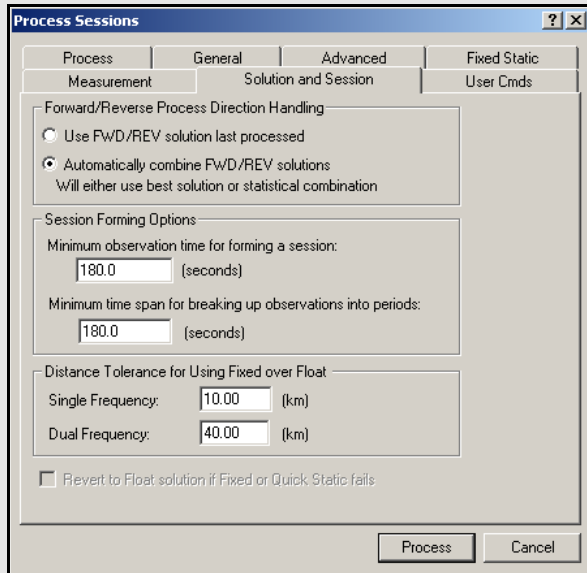 Process Sessions
Process General Advanced Fixed Static
Measurement Solution and Session User Cmds
Forward/Reverse Process Direction Handling
Use FWD/REV solution last processed
Automatically combine FWD/REV solutions
Will either use best solution or statistical combination
Session Forming Options
Minimum observation time for forming a session:
180.0 (seconds)
Minimum time span for breaking up observations into periods:
180.0 (seconds)
Distance Tolerance for Using Fixed over Float
Single Frequency: 10.00 (km)
Dual Frequency: 40.00 (km)
Revert to Float solution if Fixed or Quick Static fails
Process Cancel